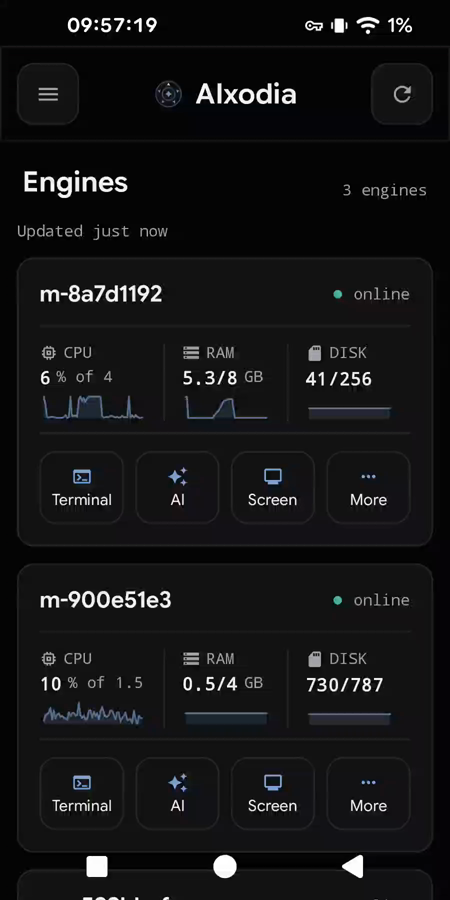 09:57:19 1%
AIxodia
Engines
3 engines
Updated just now
m-8a7d1192 online
CPU RAM DISK
6 % of 4 5.3/8 GB 41/256
Terminal AI Screen More
m-900e51e3 online
CPU RAM DISK
10 % of 1.5 0.5/4 GB 730/787
Terminal AI Screen More